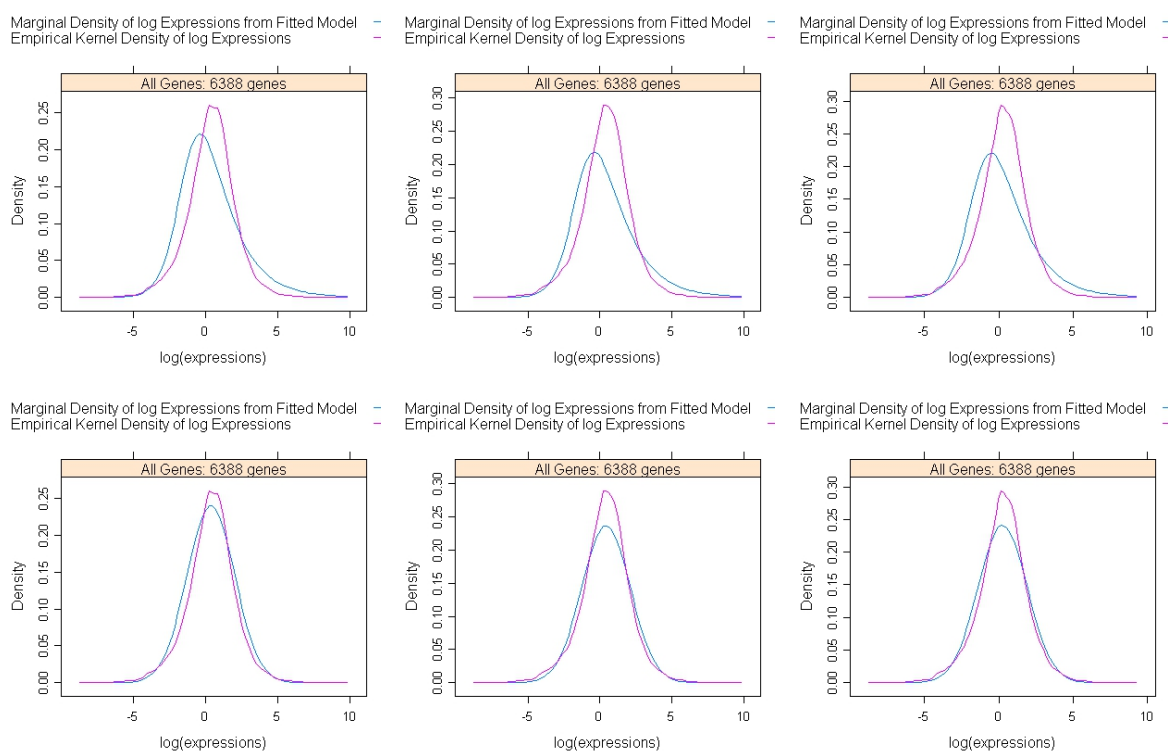 Marginal Density of log Expressions from Fitted Model
Empirical Kernel Density of log Expressions
All Genes: 6388 genes
Density
0.25
0.20
0.15
0.10
0.05
0.00
-5 0 5 10
log(expressions)
Marginal Density of log Expressions from Fitted Model
Empirical Kernel Density of log Expressions
All Genes: 6388 genes
Density
0.30
0.25
0.20
0.15
0.10
0.05
0.00
-5 0 5 10
log(expressions)
Marginal Density of log Expressions from Fitted Model
Empirical Kernel Density of log Expressions
All Genes: 6388 genes
Density
0.30
0.25
0.20
0.15
0.10
0.05
0.00
-5 0 5 10
log(expressions)
Marginal Density of log Expressions from Fitted Model
Empirical Kernel Density of log Expressions
All Genes: 6388 genes
Density
0.25
0.20
0.15
0.10
0.05
0.00
-5 0 5 10
log(expressions)
Marginal Density of log Expressions from Fitted Model
Empirical Kernel Density of log Expressions
All Genes: 6388 genes
Density
0.30
0.25
0.20
0.15
0.10
0.05
0.00
-5 0 5 10
log(expressions)
Marginal Density of log Expressions from Fitted Model
Empirical Kernel Density of log Expressions
All Genes: 6388 genes
Density
0.30
0.25
0.20
0.15
0.10
0.05
0.00
-5 0 5 10
log(expressions)